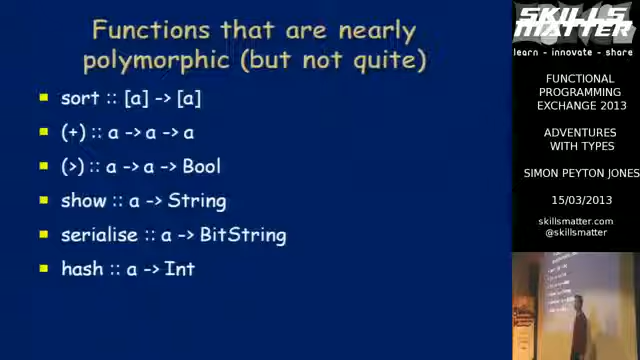 Functions that are nearly
polymorphic (but not quite)
sort :: [a] -> [a]
(+) :: a -> a -> a
(>) :: a -> a -> Bool
show :: a -> String
serialise :: a -> BitString
hash :: a -> Int
SKILLS
MATTER
learn - innovate - share
FUNCTIONAL
PROGRAMMING
EXCHANGE 2013
ADVENTURES
WITH TYPES
SIMON PEYTON JONES
15/03/2013
skillsmatter.com
@skillsmatter